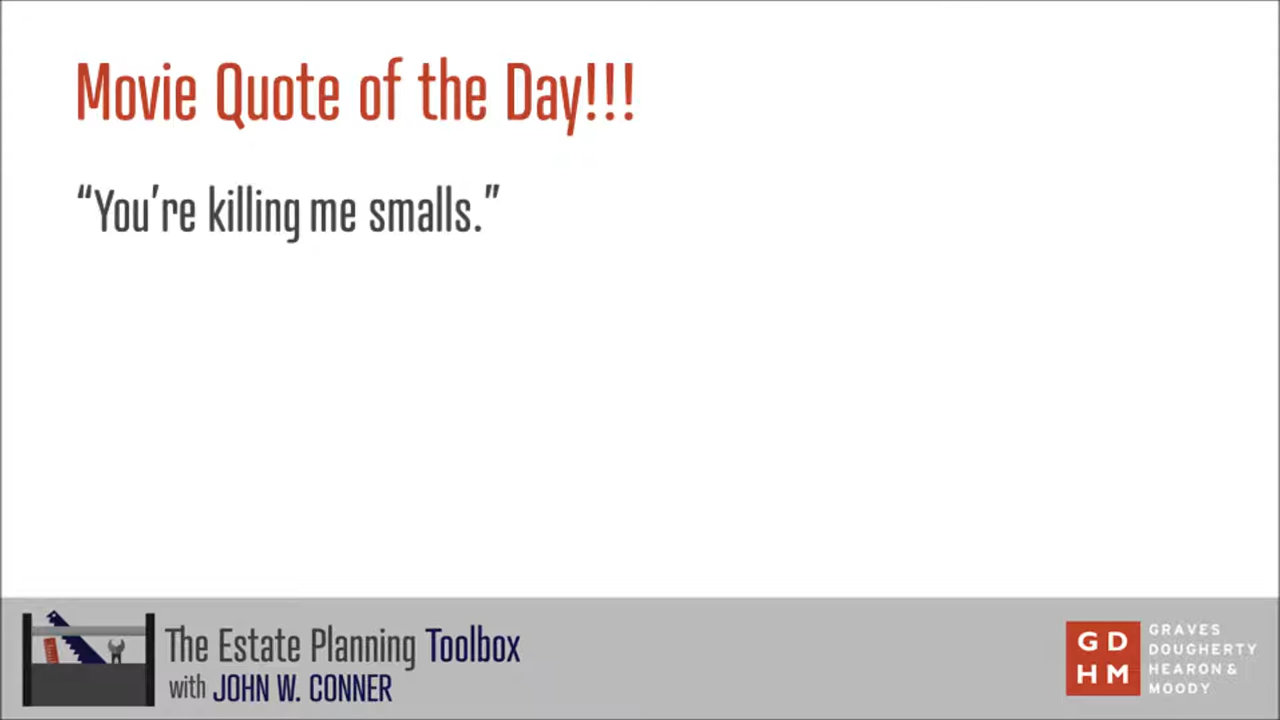 Movie Quote of the Day!!!
“You’re killing me smalls.”
The Estate Planning Toolbox
with JOHN W. CONNER
GD
HM
GRAVES
DOUGHERTY
HEARON &
MOODY